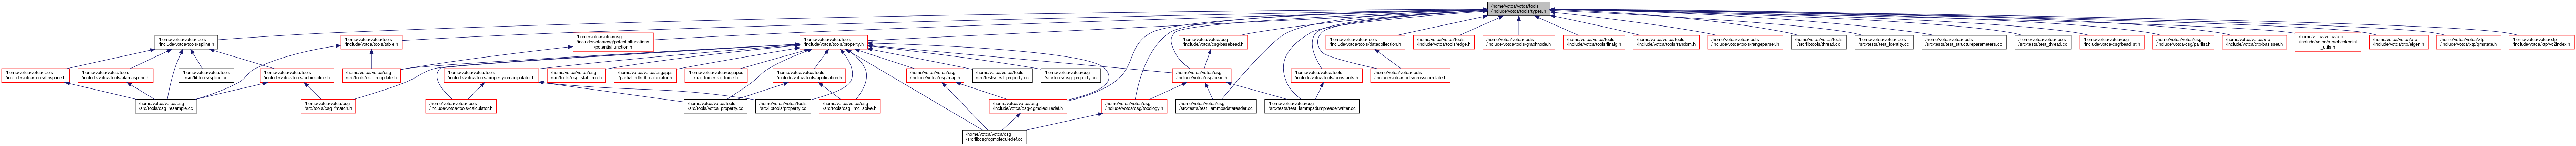 /home/votca/votca/tools
/include/votca/tools/types.h
/home/votca/votca/tools
/include/votca/tools/spline.h
/home/votca/votca/tools
/include/votca/tools/table.h
/home/votca/votca/csg
/include/votca/csg/potentialfunctions
/potentialfunction.h
/home/votca/votca/tools
/include/votca/tools/property.h
/home/votca/votca/csg
/include/votca/csg/basebead.h
/home/votca/votca/tools
/include/votca/tools/datacollection.h
/home/votca/votca/tools
/include/votca/tools/edge.h
/home/votca/votca/tools
/include/votca/tools/graphnode.h
/home/votca/votca/tools
/include/votca/tools/linalg.h
/home/votca/votca/tools
/include/votca/tools/random.h
/home/votca/votca/tools
/include/votca/tools/rangeparser.h
/home/votca/votca/tools
/src/libtools/thread.cc
/home/votca/votca/tools
/src/tests/test_identity.cc
/home/votca/votca/tools
/src/tests/test_structureparameters.cc
/home/votca/votca/tools
/src/tests/test_thread.cc
/home/votca/votca/csg
/include/votca/csg/beadlist.h
/home/votca/votca/csg
/include/votca/csg/pairlist.h
/home/votca/votca/xtp
/include/votca/xtp/basisset.h
/home/votca/votca/xtp
/include/votca/xtp/checkpoint
_utils.h
/home/votca/votca/xtp
/include/votca/xtp/eigen.h
/home/votca/votca/xtp
/include/votca/xtp/qmstate.h
/home/votca/votca/xtp
/include/votca/xtp/vc2index.h
/home/votca/votca/tools
/include/votca/tools/linspline.h
/home/votca/votca/tools
/include/votca/tools/akimaspline.h
/home/votca/votca/tools
/src/libtools/spline.cc
/home/votca/votca/tools
/include/votca/tools/cubicspline.h
/home/votca/votca/csg
/src/tools/csg_reupdate.h
/home/votca/votca/tools
/include/votca/tools/propertyiomanipulator.h
/home/votca/votca/csg
/src/tools/csg_stat_imc.h
/home/votca/votca/csgapps
/partial_rdf/rdf_calculator.h
/home/votca/votca/csgapps
/traj_force/traj_force.h
/home/votca/votca/tools
/include/votca/tools/application.h
/home/votca/votca/csg
/include/votca/csg/map.h
/home/votca/votca/tools
/src/tests/test_property.cc
/home/votca/votca/csg
/src/tools/csg_property.cc
/home/votca/votca/csg
/include/votca/csg/bead.h
/home/votca/votca/tools
/include/votca/tools/constants.h
/home/votca/votca/tools
/include/votca/tools/crosscorrelate.h
/home/votca/votca/csg
/src/tools/csg_resample.cc
/home/votca/votca/csg
/src/tools/csg_fmatch.h
/home/votca/votca/tools
/include/votca/tools/calculator.h
/home/votca/votca/tools
/src/tools/votca_property.cc
/home/votca/votca/tools
/src/libtools/property.cc
/home/votca/votca/csg
/src/tools/csg_imc_solve.h
/home/votca/votca/csg
/include/votca/csg/cgmoleculedef.h
/home/votca/votca/csg
/include/votca/csg/topology.h
/home/votca/votca/csg
/src/tests/test_lammpsdatareader.cc
/home/votca/votca/csg
/src/tests/test_lammpsdumpreaderwriter.cc
/home/votca/votca/csg
/src/libcsg/cgmoleculedef.cc